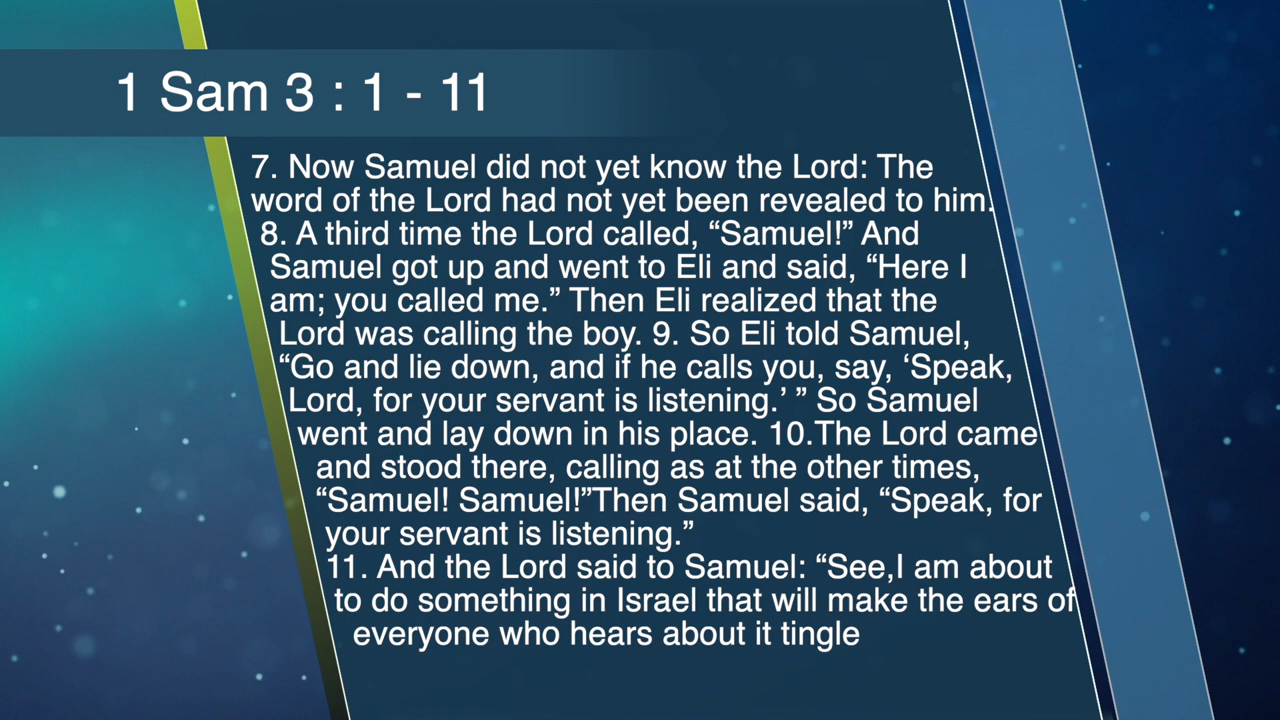 1 Sam 3 : 1 - 11
7. Now Samuel did not yet know the Lord: The
word of the Lord had not yet been revealed to him.
8. A third time the Lord called, “Samuel!” And
Samuel got up and went to Eli and said, “Here I
am; you called me.” Then Eli realized that the
Lord was calling the boy. 9. So Eli told Samuel,
“Go and lie down, and if he calls you, say, ‘Speak,
Lord, for your servant is listening.’ ” So Samuel
went and lay down in his place. 10.The Lord came
and stood there, calling as at the other times,
“Samuel! Samuel!”Then Samuel said, “Speak, for
your servant is listening.”
11. And the Lord said to Samuel: “See,I am about
to do something in Israel that will make the ears of
everyone who hears about it tingle